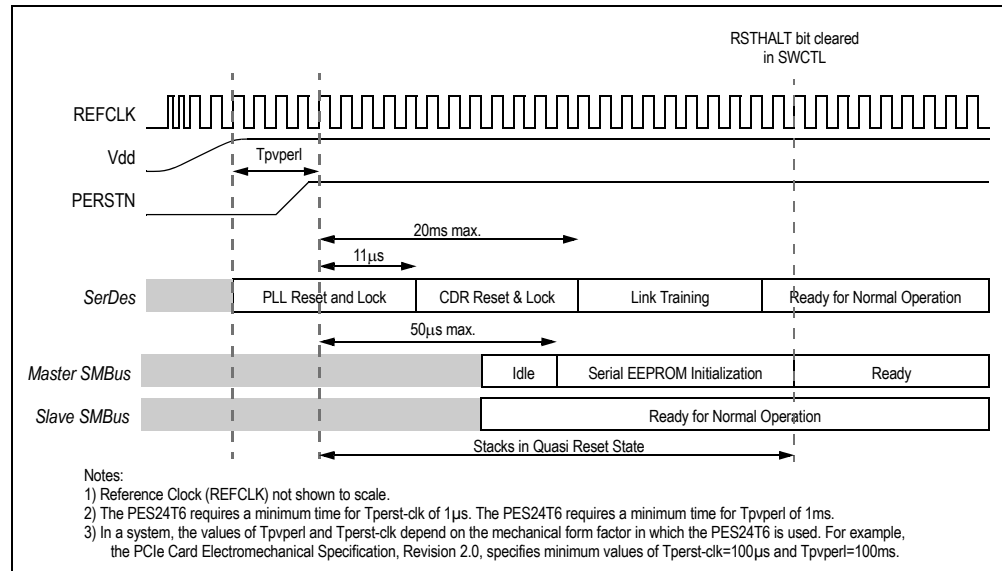 RSTHALT bit cleared
in SWCTL
REFCLK
Vdd
Tpvperl
PERSTN
20ms max.
11μs
SerDes
PLL Reset and Lock
CDR Reset & Lock
Link Training
Ready for Normal Operation
50μs max.
Master SMBus
Idle
Serial EEPROM Initialization
Ready
Slave SMBus
Ready for Normal Operation
Stacks in Quasi Reset State
Notes:
1) Reference Clock (REFCLK) not shown to scale.
2) The PES24T6 requires a minimum time for Tperst-clk of 1µs. The PES24T6 requires a minimum time for Tpvperl of 1ms.
3) In a system, the values of Tpvperl and Tperst-clk depend on the mechanical form factor in which the PES24T6 is used. For example,
the PCIe Card Electromechanical Specification, Revision 2.0, specifies minimum values of Tperst-clk=100µs and Tpvperl=100ms.